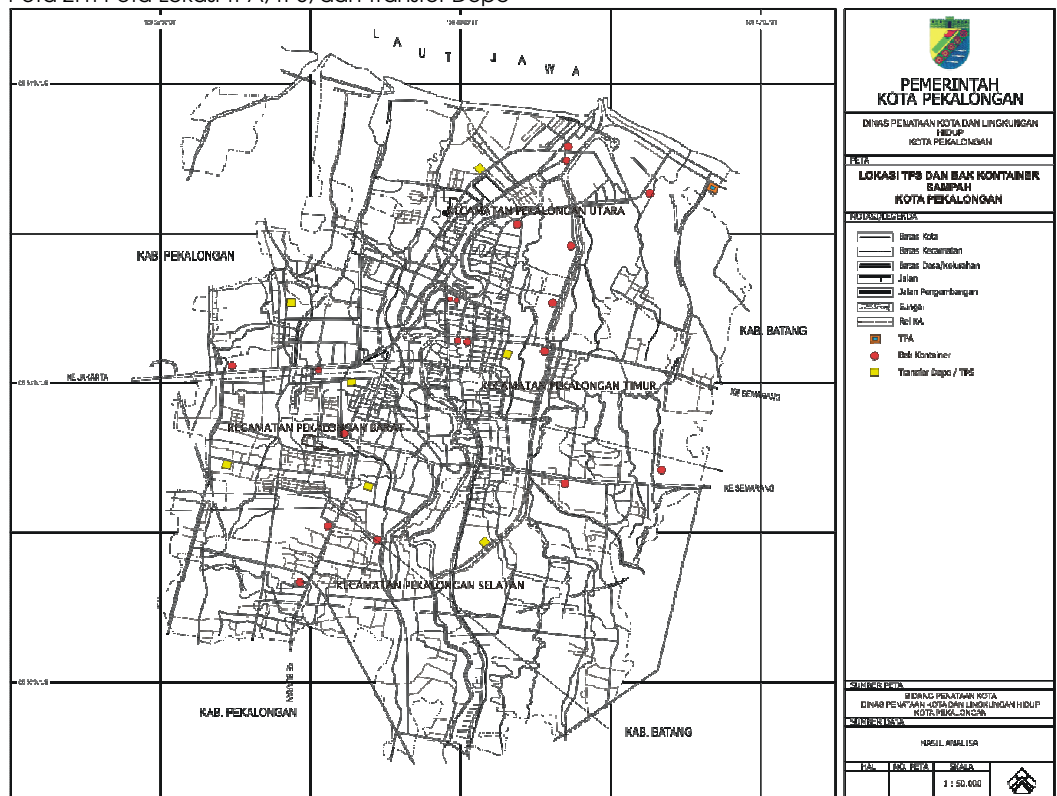 L A U T J A W A
KECAMATAN PEKALONGAN UTARA
KAB. PEKALONGAN
KAB. BATANG
KE JAKARTA
KECAMATAN PEKALONGAN TIMUR
KE SEMARANG
KECAMATAN PEKALONGAN BARAT
KE SEMARANG
KECAMATAN PEKALONGAN SELATAN
KAB. PEKALONGAN
KAB. BATANG
PEMERINTAH
KOTA PEKALONGAN
DINAS PENATAAN KOTA DAN LINGKUNGAN
HIDUP
KOTA PEKALONGAN
PETA
LOKASI TPS DAN BAK KONTAINER
SAMPAH
KOTA PEKALONGAN
Batas Kota
Batas Kecamatan
Batas Desa/Kelurahan
Jalan
Jalan Pengembangan
Sungai
Rel KA
TPA
Bak Kontainer
Transfer Depo / TPS
SUMBER PETA
BIDANG PENATAAN KOTA
DINAS PENATAAN KOTA DAN LINGKUNGAN HIDUP
KOTA PEKALONGAN
SUMBER DATA
HASIL ANALISA
HAL NO. PETA SKALA
1 : 50.000